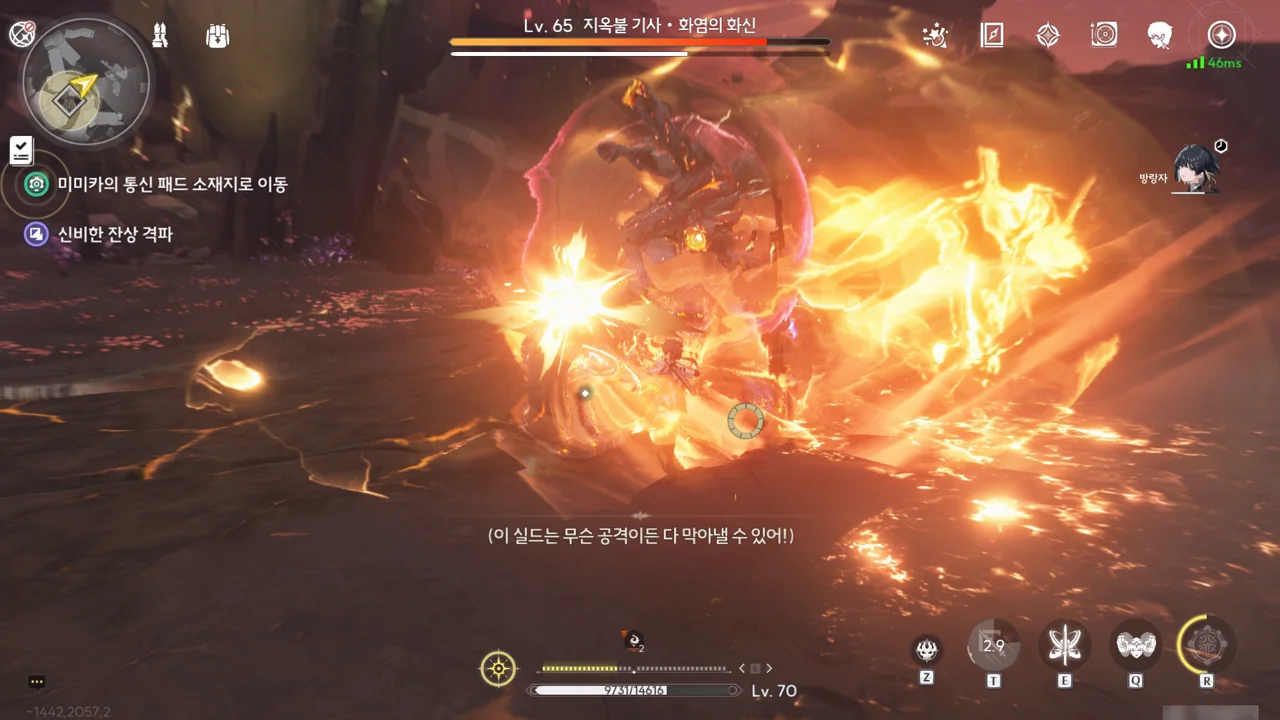 Lv. 65 지옥불 기사・화염의 화신
46ms
미미카의 통신 패드 소재지로 이동
방랑자
신비한 잔상 격파
(이 실드는 무슨 공격이든 다 막아낼 수 있어!)
2
2.9
Z
T
E
Q
R
9731/14616
Lv. 70
-1442,2057,2